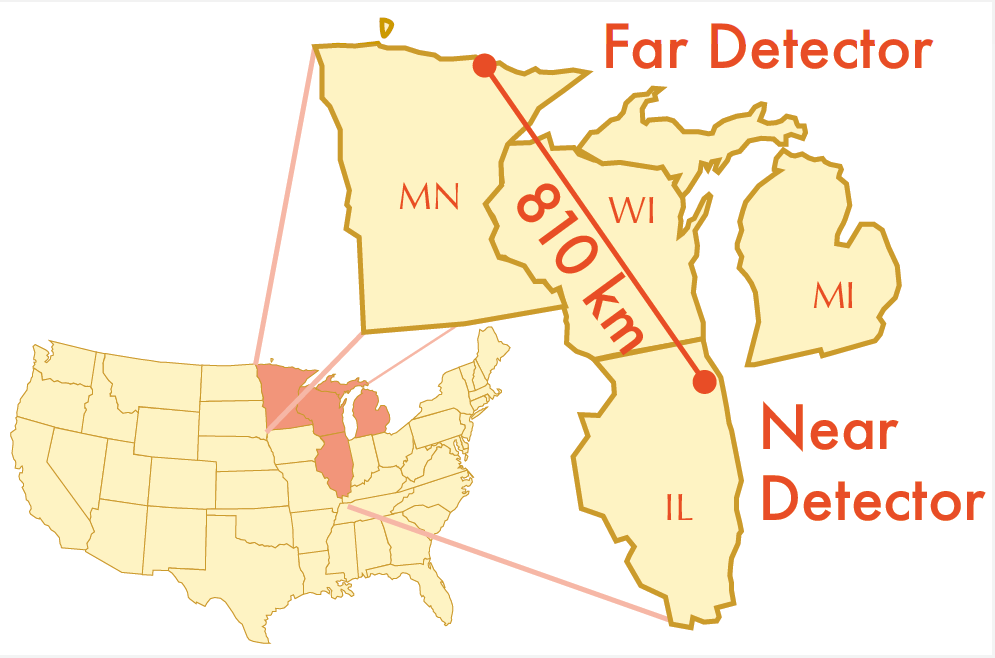 Far Detector
MN
WI
810 km
MI
Near
Detector
IL